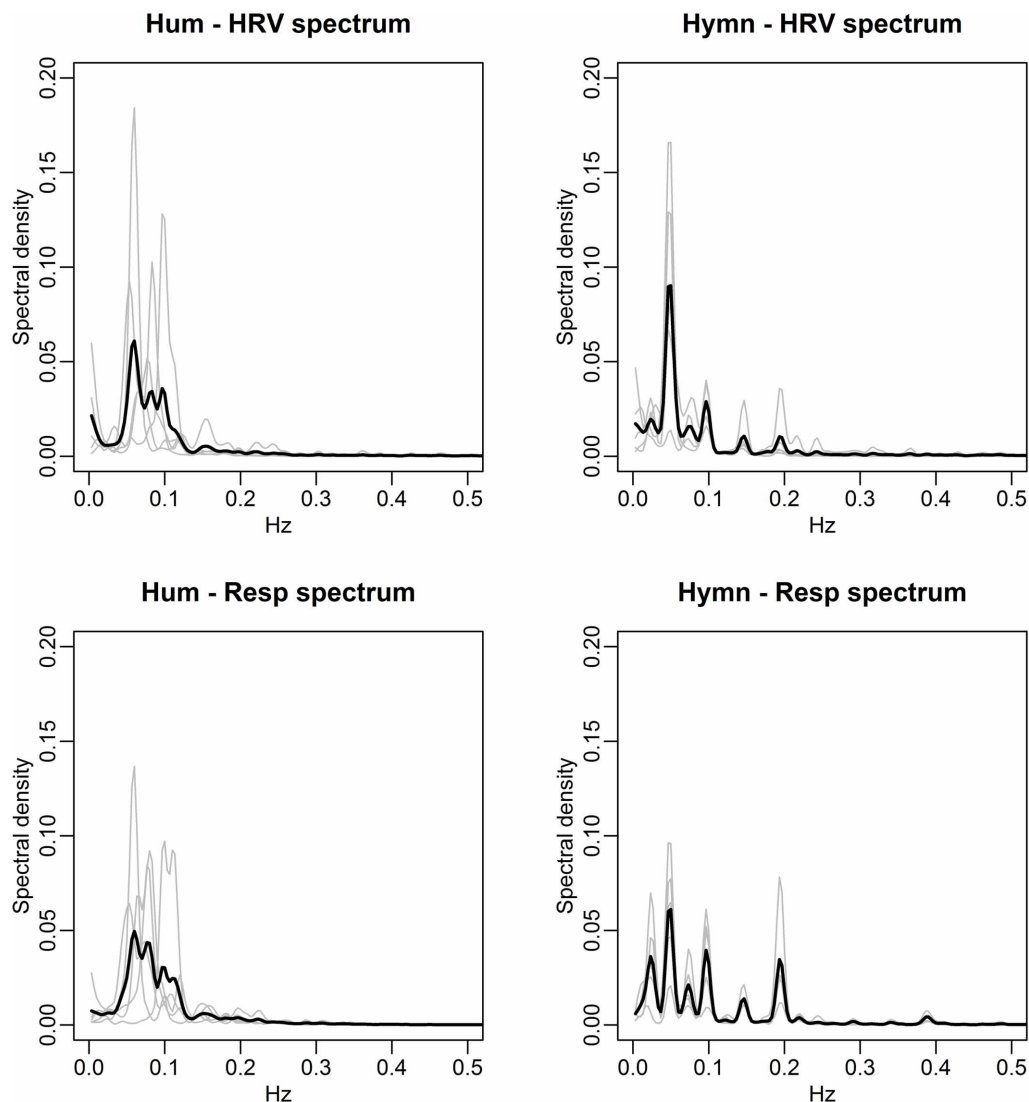 Hum - HRV spectrum
Spectral density
0.20
0.15
0.10
0.05
0.00
0.0 0.1 0.2 0.3 0.4 0.5
Hz
Hymn - HRV spectrum
Spectral density
0.20
0.15
0.10
0.05
0.00
0.0 0.1 0.2 0.3 0.4 0.5
Hz
Hum - Resp spectrum
Spectral density
0.20
0.15
0.10
0.05
0.00
0.0 0.1 0.2 0.3 0.4 0.5
Hz
Hymn - Resp spectrum
Spectral density
0.20
0.15
0.10
0.05
0.00
0.0 0.1 0.2 0.3 0.4 0.5
Hz